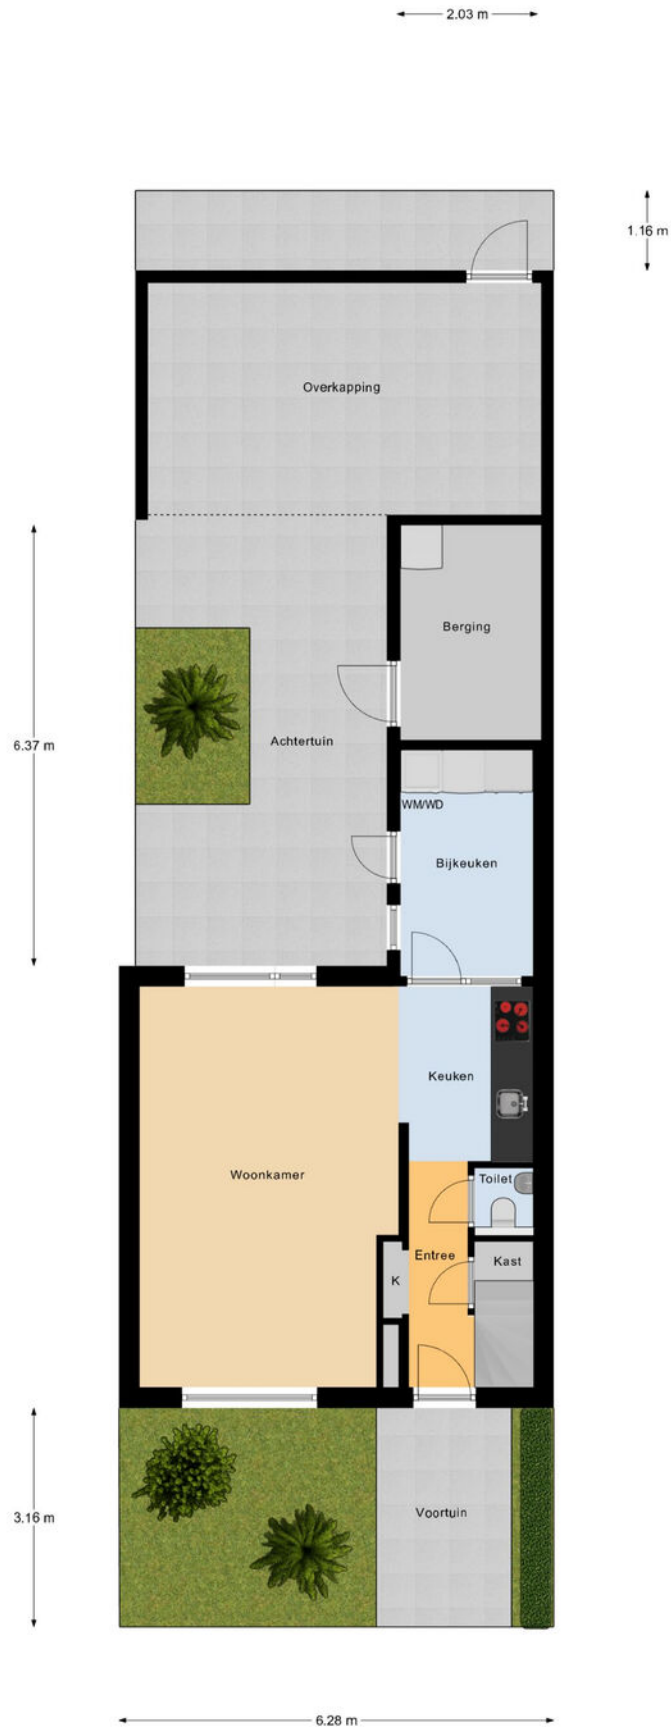 2.03 m
1.16 m
Overkapping
Berging
Achtertuin
6.37 m
WM/WD
Bijkeuken
Keuken
Woonkamer
Toilet
Entree
Kast
K
Voortuin
3.16 m
6.28 m